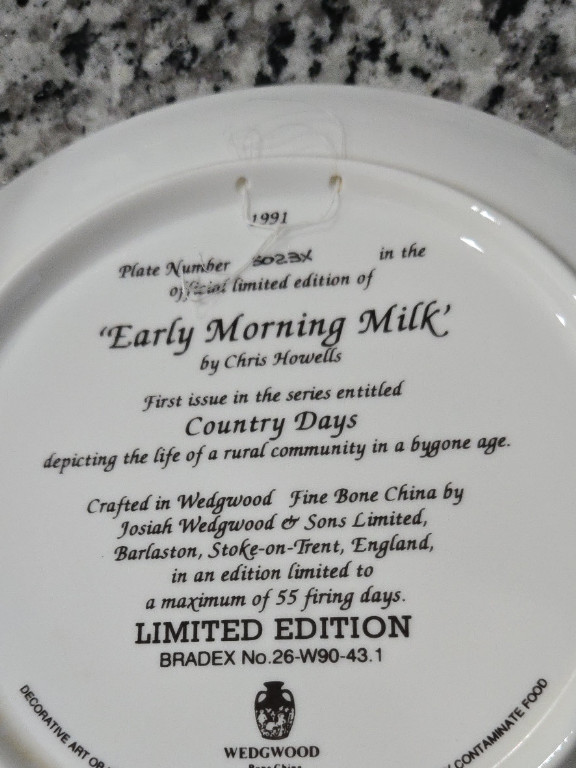 1991
Plate Number 3023X in the
official limited edition of
'Early Morning Milk'
by Chris Howells
First issue in the series entitled
Country Days
depicting the life of a rural community in a bygone age.
Crafted in Wedgwood Fine Bone China by
Josiah Wedgwood & Sons Limited,
Barlaston, Stoke-on-Trent, England,
in an edition limited to
a maximum of 55 firing days.
LIMITED EDITION
BRADEX No.26-W90-43.1
WEDGWOOD
Bone China
DECORATIVE ART
CONTAMINATE FOOD